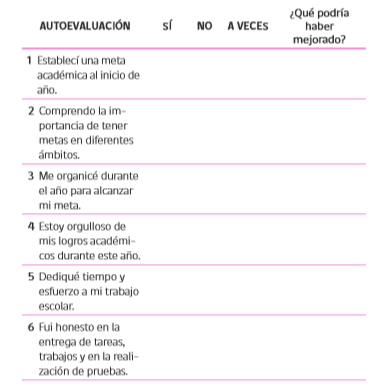 ¿Qué podría
AUTOEVALUACIÓN SÍ NO A VECES haber
mejorado?
1 Establecí una meta
académica al inicio de
año.
2 Comprendo la im-
portancia de tener
metas en diferentes
ámbitos.
3 Me organicé durante
el año para alcanzar
mi meta.
4 Estoy orgulloso de
mis logros académi-
cos durante este año.
5 Dediqué tiempo y
esfuerzo a mi trabajo
escolar.
6 Fui honesto en la
entrega de tareas,
trabajos y en la reali-
zación de pruebas.